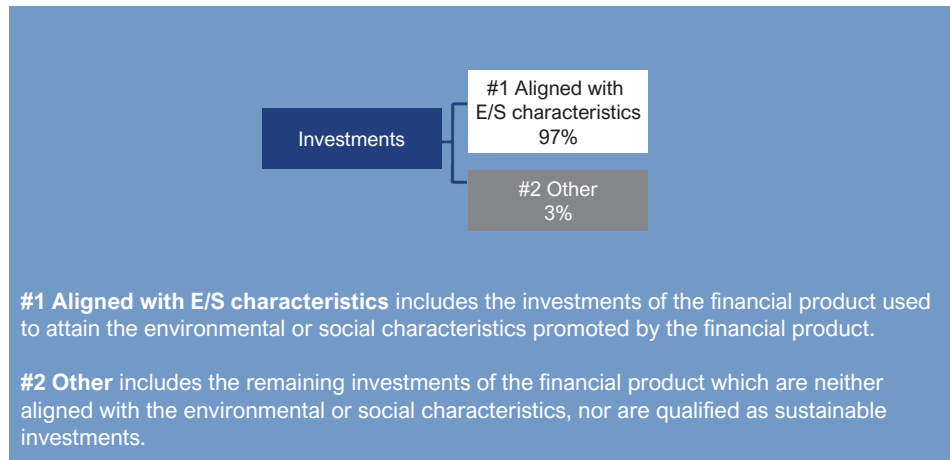 Investments
#1 Aligned with
E/S characteristics
97%
#2 Other
3%
#1 Aligned with E/S characteristics includes the investments of the financial product used
to attain the environmental or social characteristics promoted by the financial product.
#2 Other includes the remaining investments of the financial product which are neither
aligned with the environmental or social characteristics, nor are qualified as sustainable
investments.